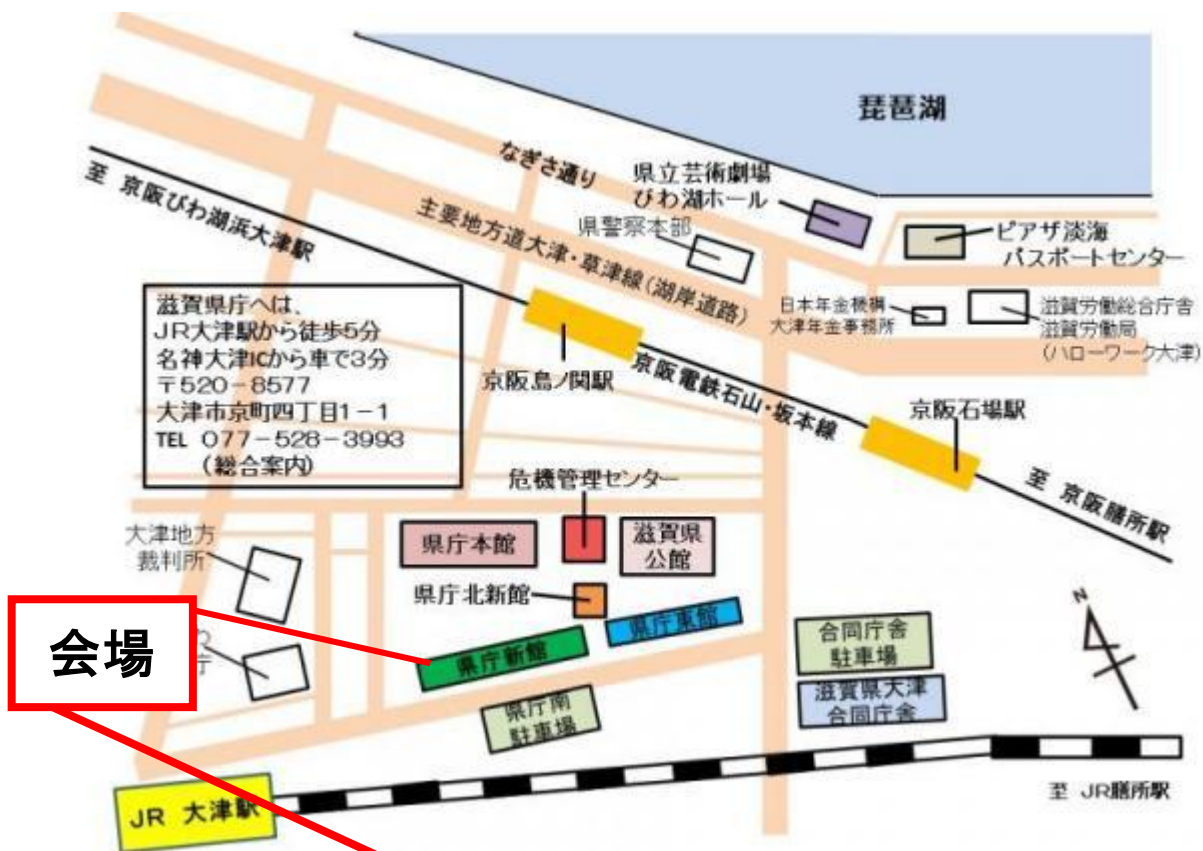 琵琶湖
なぎさ通り
県立芸術劇場
びわ湖ホール
至 京阪びわ湖浜大津駅
主要地方道大津・草津線(湖岸道路)
県警察本部
ピアザ淡海
パスポートセンター
日本年金機構
大津年金事務所
滋賀労働総合庁舎
滋賀労働局
(ハローワーク大津)
滋賀県庁へは、
JR大津駅から徒歩5分
名神大津ICから車で3分
〒520-8577
大津市京町四丁目1-1
TEL 077-528-3993
(総合案内)
京阪島ノ関駅
京阪電鉄石山・坂本線
京阪石場駅
至 京阪膳所駅
危機管理センター
大津地方
裁判所
県庁本館
滋賀県
公館
県庁北新館
県庁東館
N
会場
庁
県庁新館
合同庁舎
駐車場
滋賀県大津
合同庁舎
県庁南
駐車場
JR 大津駅
至 JR膳所駅